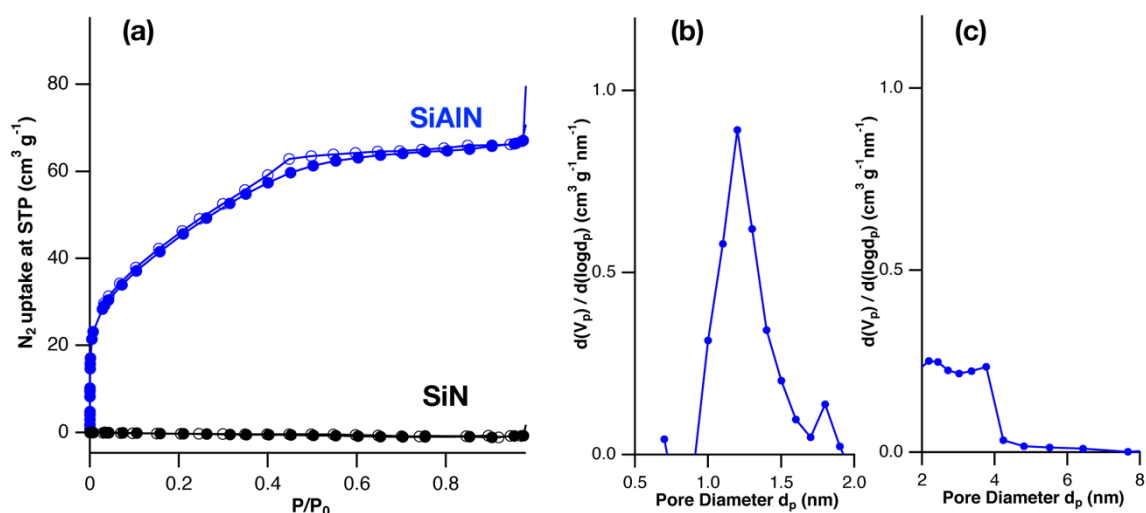 (a)
80
60
40
20
0
N₂ uptake at STP (cm³ g⁻¹)
SiAlN
SiN
0
0.2
0.4
0.6
0.8
P/P₀
(b)
1.0
0.5
0.0
d(Vₚ) / d(logdₚ) (cm³ g⁻¹ nm⁻¹)
0.5
1.0
1.5
2.0
Pore Diameter dₚ (nm)
(c)
1.0
0.5
0.0
d(Vₚ) / d(logdₚ) (cm³ g⁻¹ nm⁻¹)
2
4
6
8
Pore Diameter dₚ (nm)